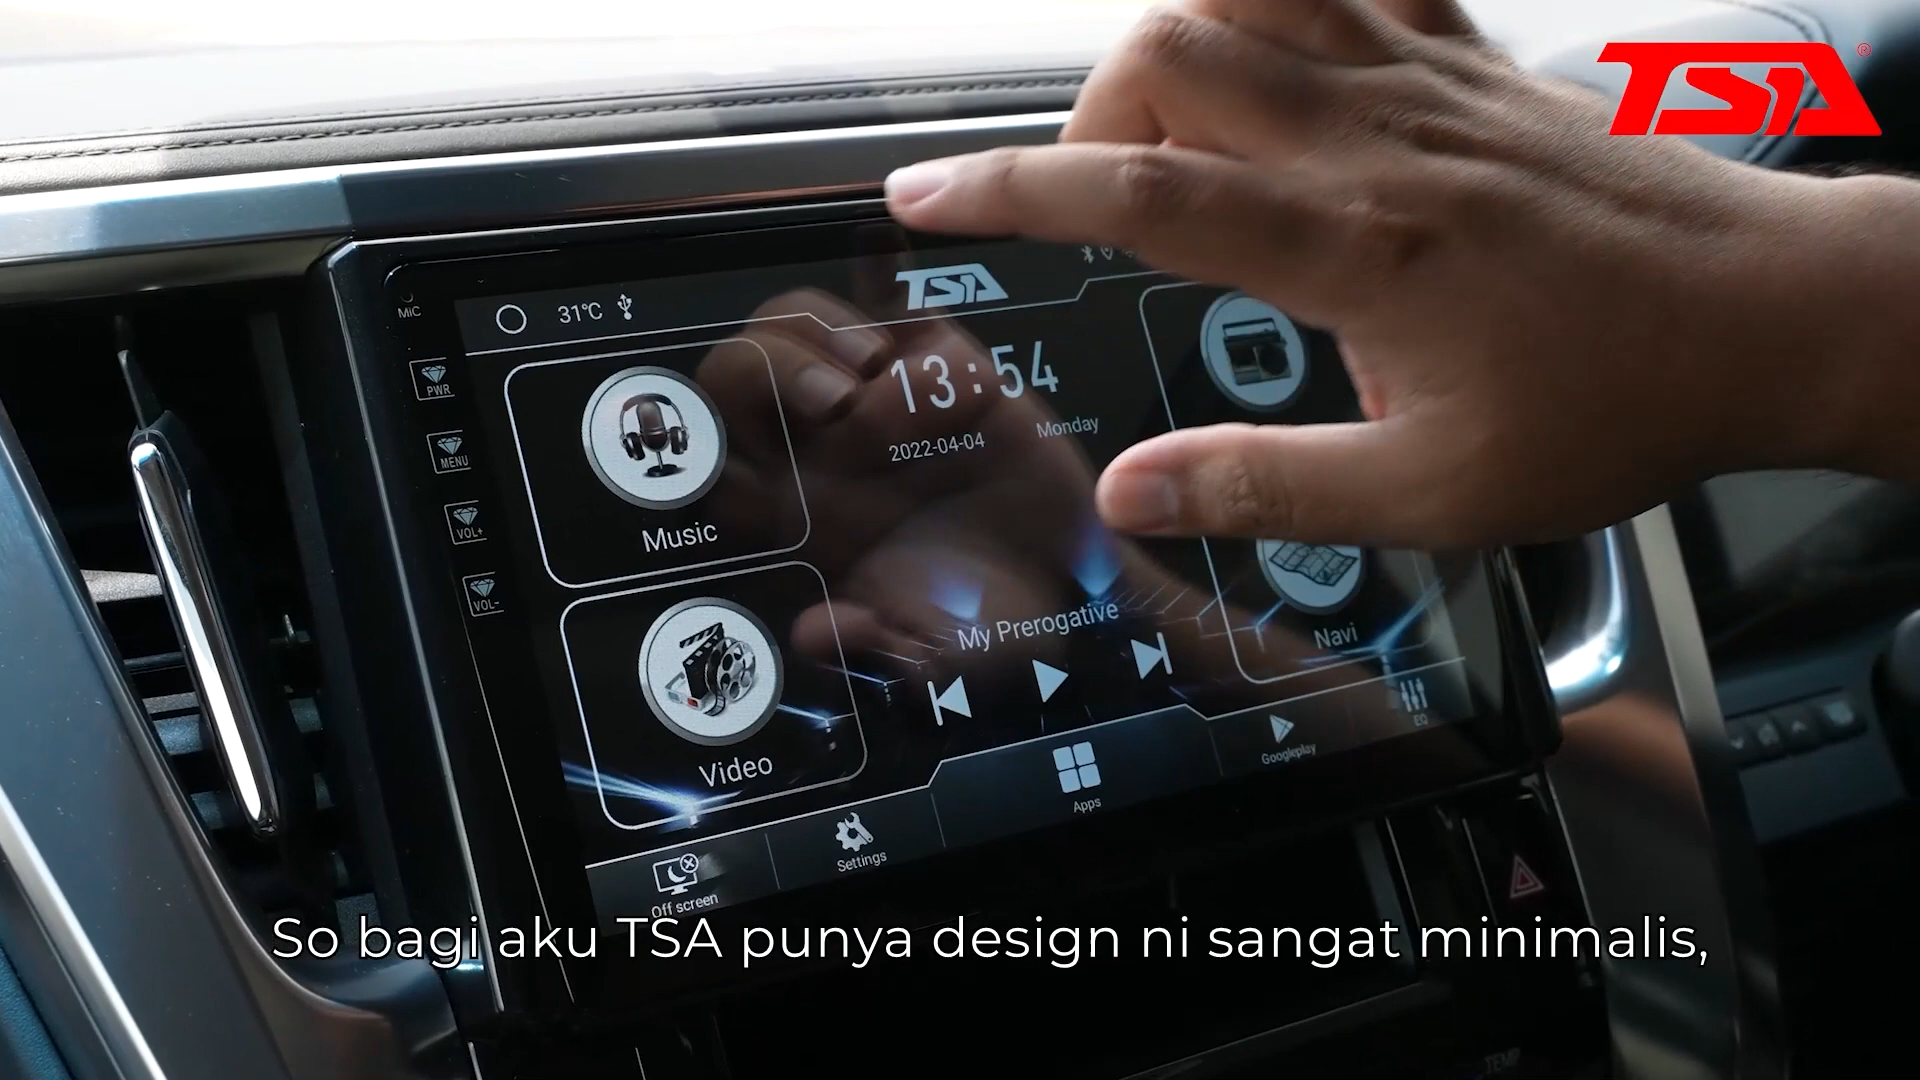 TSA®
MIC
31°C
TSA
PWR
13:54
2022-04-04
Monday
MENU
VOL+
Music
VOL-
My Prerogative
Navi
Video
EQ
Googleplay
Apps
Settings
Off screen
So bagi aku TSA punya design ni sangat minimalis,
TEMP